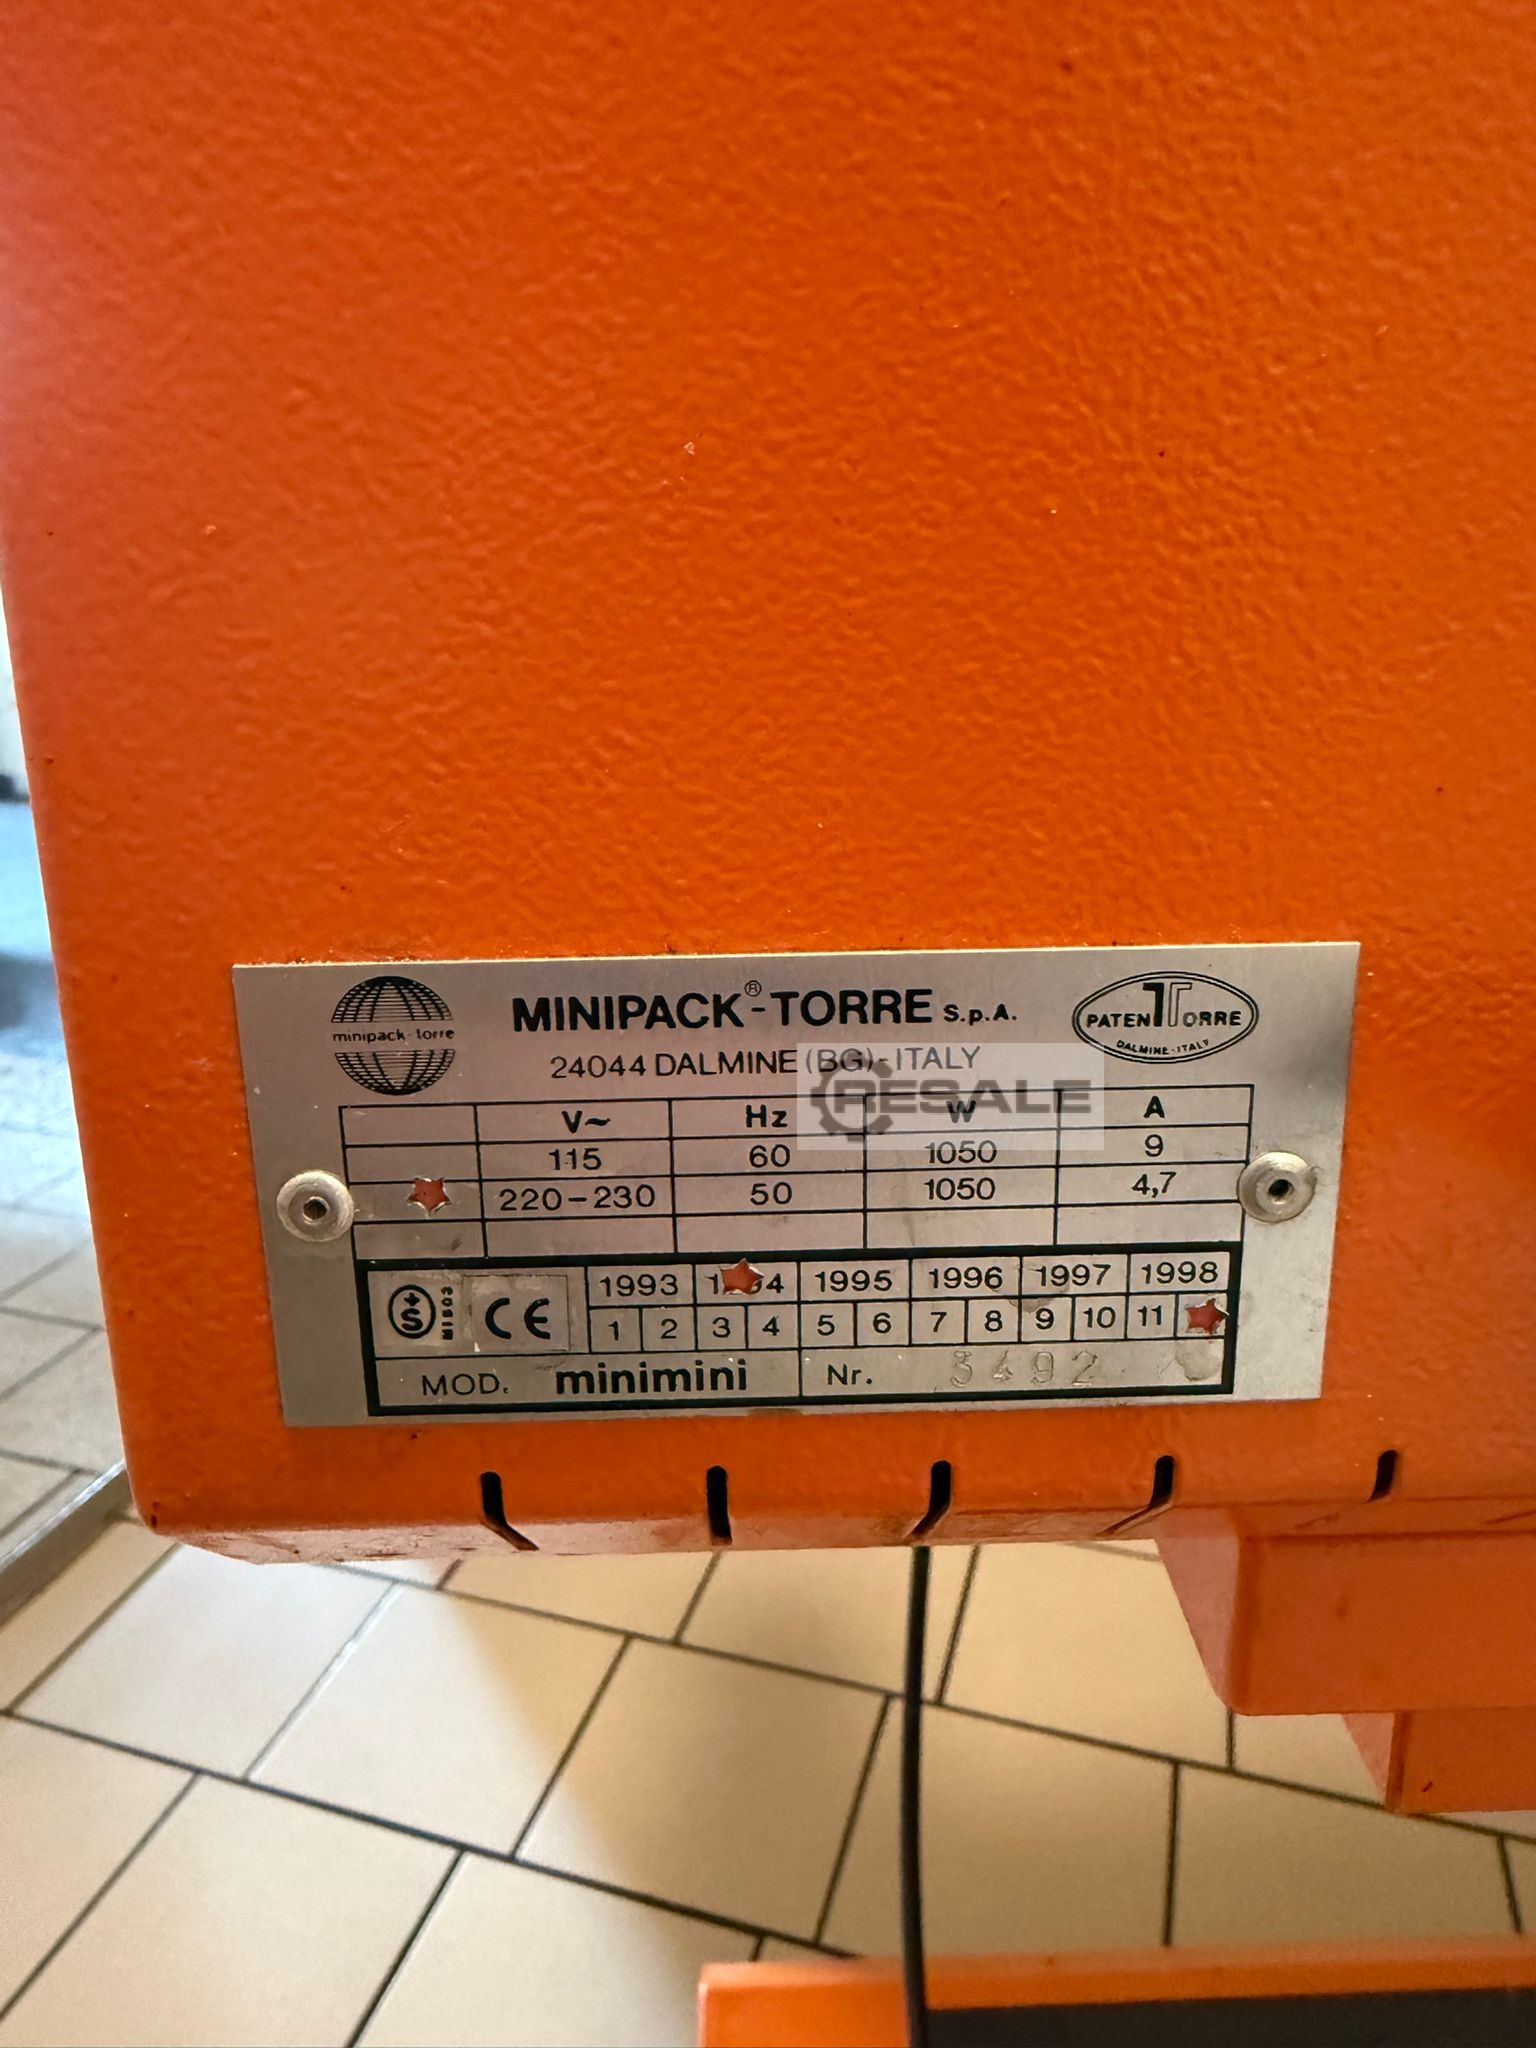 minipack-torre
MINIPACK®-TORRE S.p.A.
24044 DALMINE (BG)-ITALY
PATEN TORRE
DALMINE-ITALY
RESALE
V~ Hz W A
115 60 1050 9
220-230 50 1050 4,7
1993 1995 1996 1997 1998
1 2 3 4 5 6 7 8 9 10 11
S CE
MOD. minimini Nr. 3492